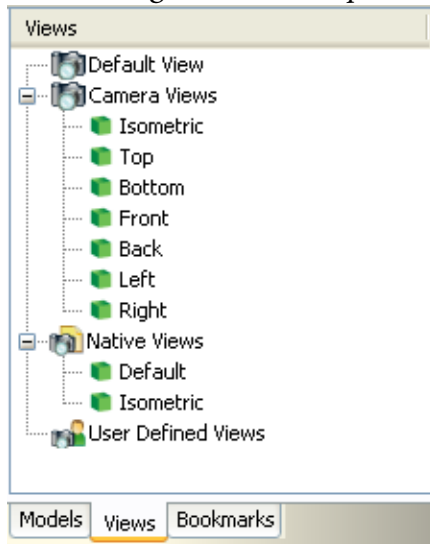 Views
Default View
Camera Views
Isometric
Top
Bottom
Front
Back
Left
Right
Native Views
Default
Isometric
User Defined Views
Models Views Bookmarks